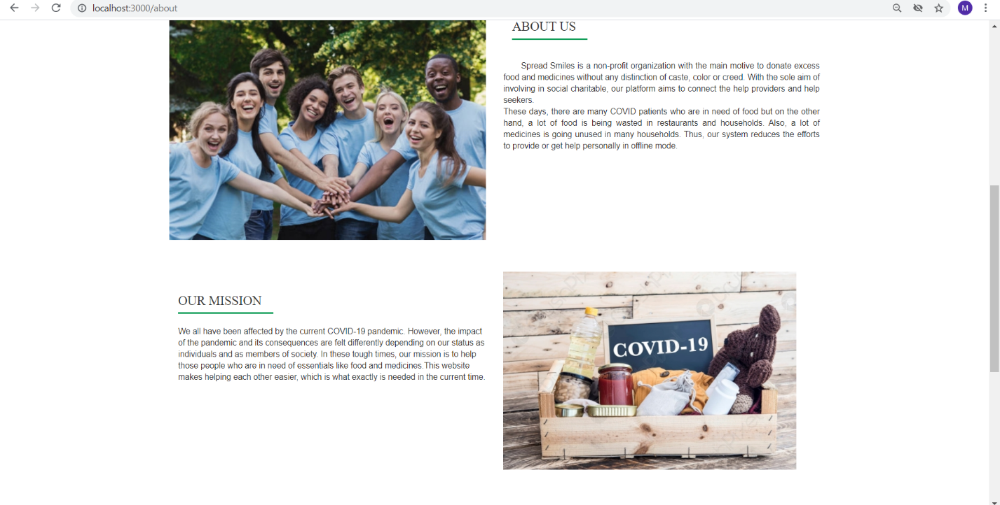 localhost:3000/about
M
ABOUT US
Spread Smiles is a non-profit organization with the main motive to donate excess
food and medicines without any distinction of caste, color or creed. With the sole aim of
involving in social charitable, our platform aims to connect the help providers and help
seekers.
These days, there are many COVID patients who are in need of food but on the other
hand, a lot of food is being wasted in restaurants and households. Also, a lot of
medicines is going unused in many households. Thus, our system reduces the efforts
to provide or get help personally in offline mode.
OUR MISSION
We all have been affected by the current COVID-19 pandemic. However, the impact
of the pandemic and its consequences are felt differently depending on our status as
individuals and as members of society. In these tough times, our mission is to help
those people who are in need of essentials like food and medicines.This website
makes helping each other easier, which is what exactly is needed in the current time.
COVID-19